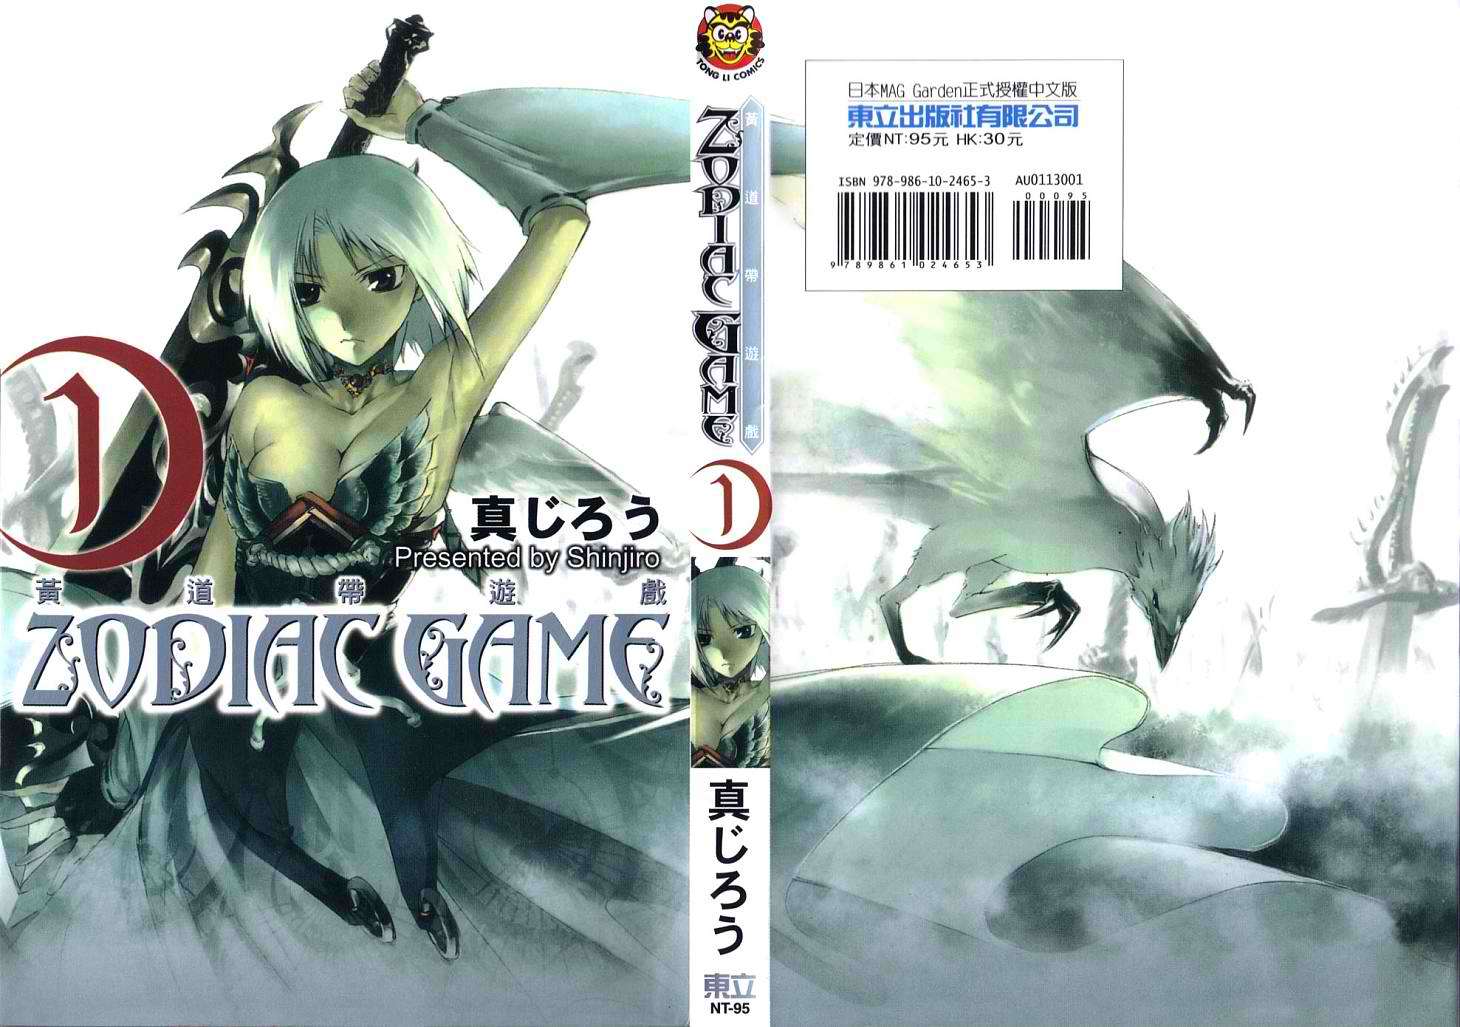 1
真じろう
Presented by Shinjiro
黃道帶遊戲
ZODIAC GAME
TONG LI COMICS
ZODIAC GAME
黃道帶遊戲
1
真じろう
東立
NT-95
日本MAG Garden正式授權中文版
東立出版社有限公司
定價NT:95元 HK:30元
ISBN 978-986-10-2465-3
AU0113001
00095
9789861024653